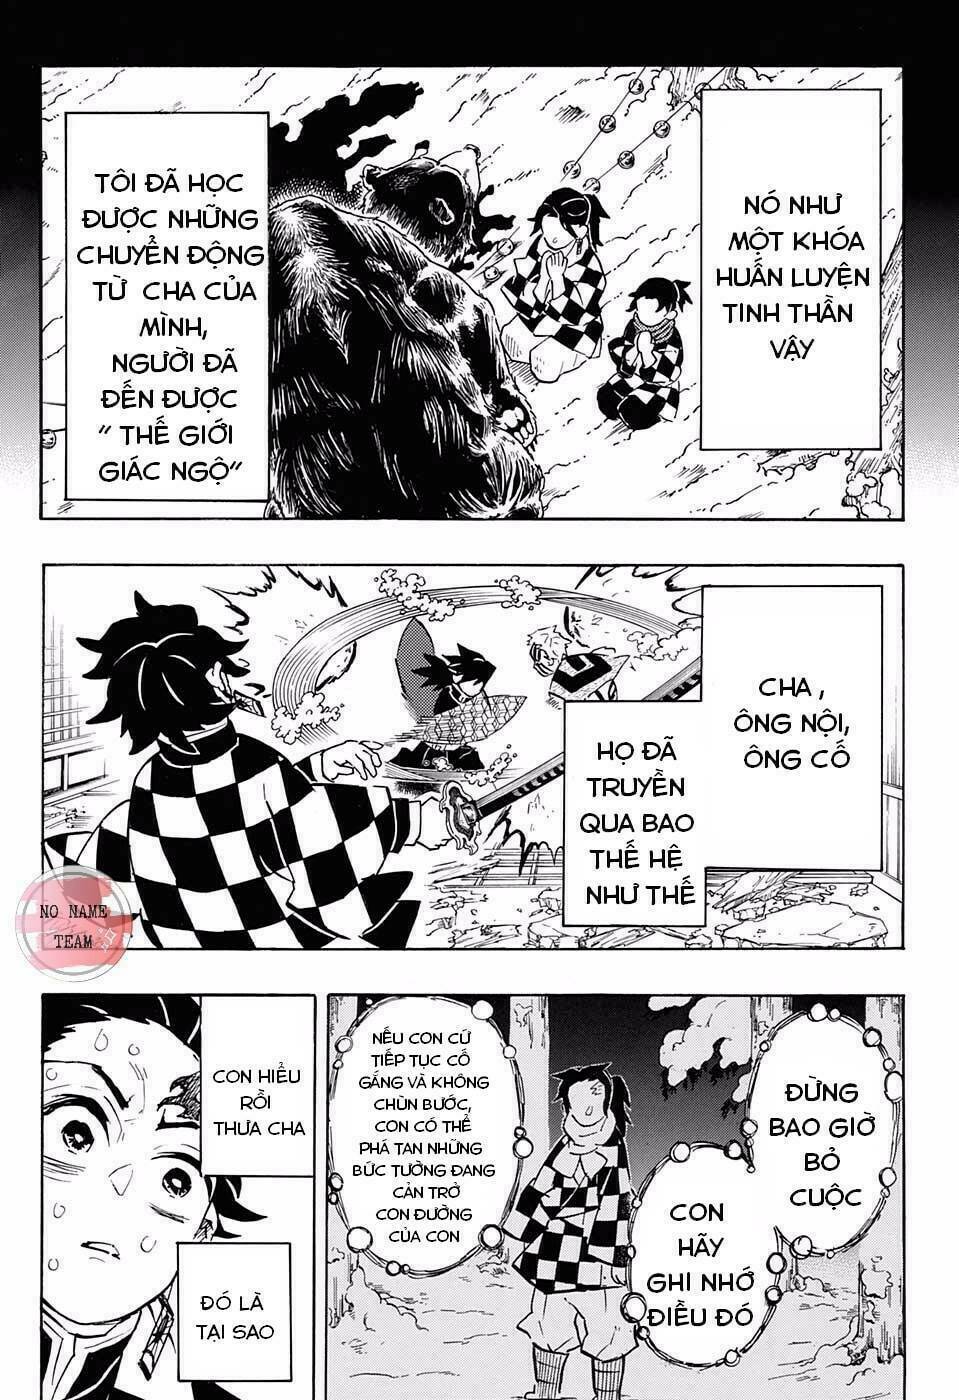 NÓ NHƯ
MỘT KHÓA
HUẤN LUYỆN
TINH THẦN
VẬY
TÔI ĐÃ HỌC
ĐƯỢC NHỮNG
CHUYỂN ĐỘNG
TỪ CHA CỦA
MÌNH,
NGƯỜI ĐÃ
ĐẾN ĐƯỢC
" THẾ GIỚI
GIÁC NGỘ"
CHA ,
ÔNG NỘI,
ÔNG CỐ
HỌ ĐÃ
TRUYỀN
QUA BAO
THẾ HỆ
NHƯ THẾ
NO NAME
TEAM
ĐỪNG
BAO GIỜ
BỎ
CUỘC
CON
HÃY
GHI NHỚ
ĐIỀU ĐÓ
NẾU CON CỨ
TIẾP TỤC CỐ
GẮNG VÀ KHÔNG
CHÙN BƯỚC,
CON CÓ THỂ
PHÁ TAN NHỮNG
BỨC TƯỜNG ĐANG
CẢN TRỞ
CON ĐƯỜNG
CỦA CON
CON HIỂU
RỒI
THƯA CHA
ĐÓ LÀ
TẠI SAO